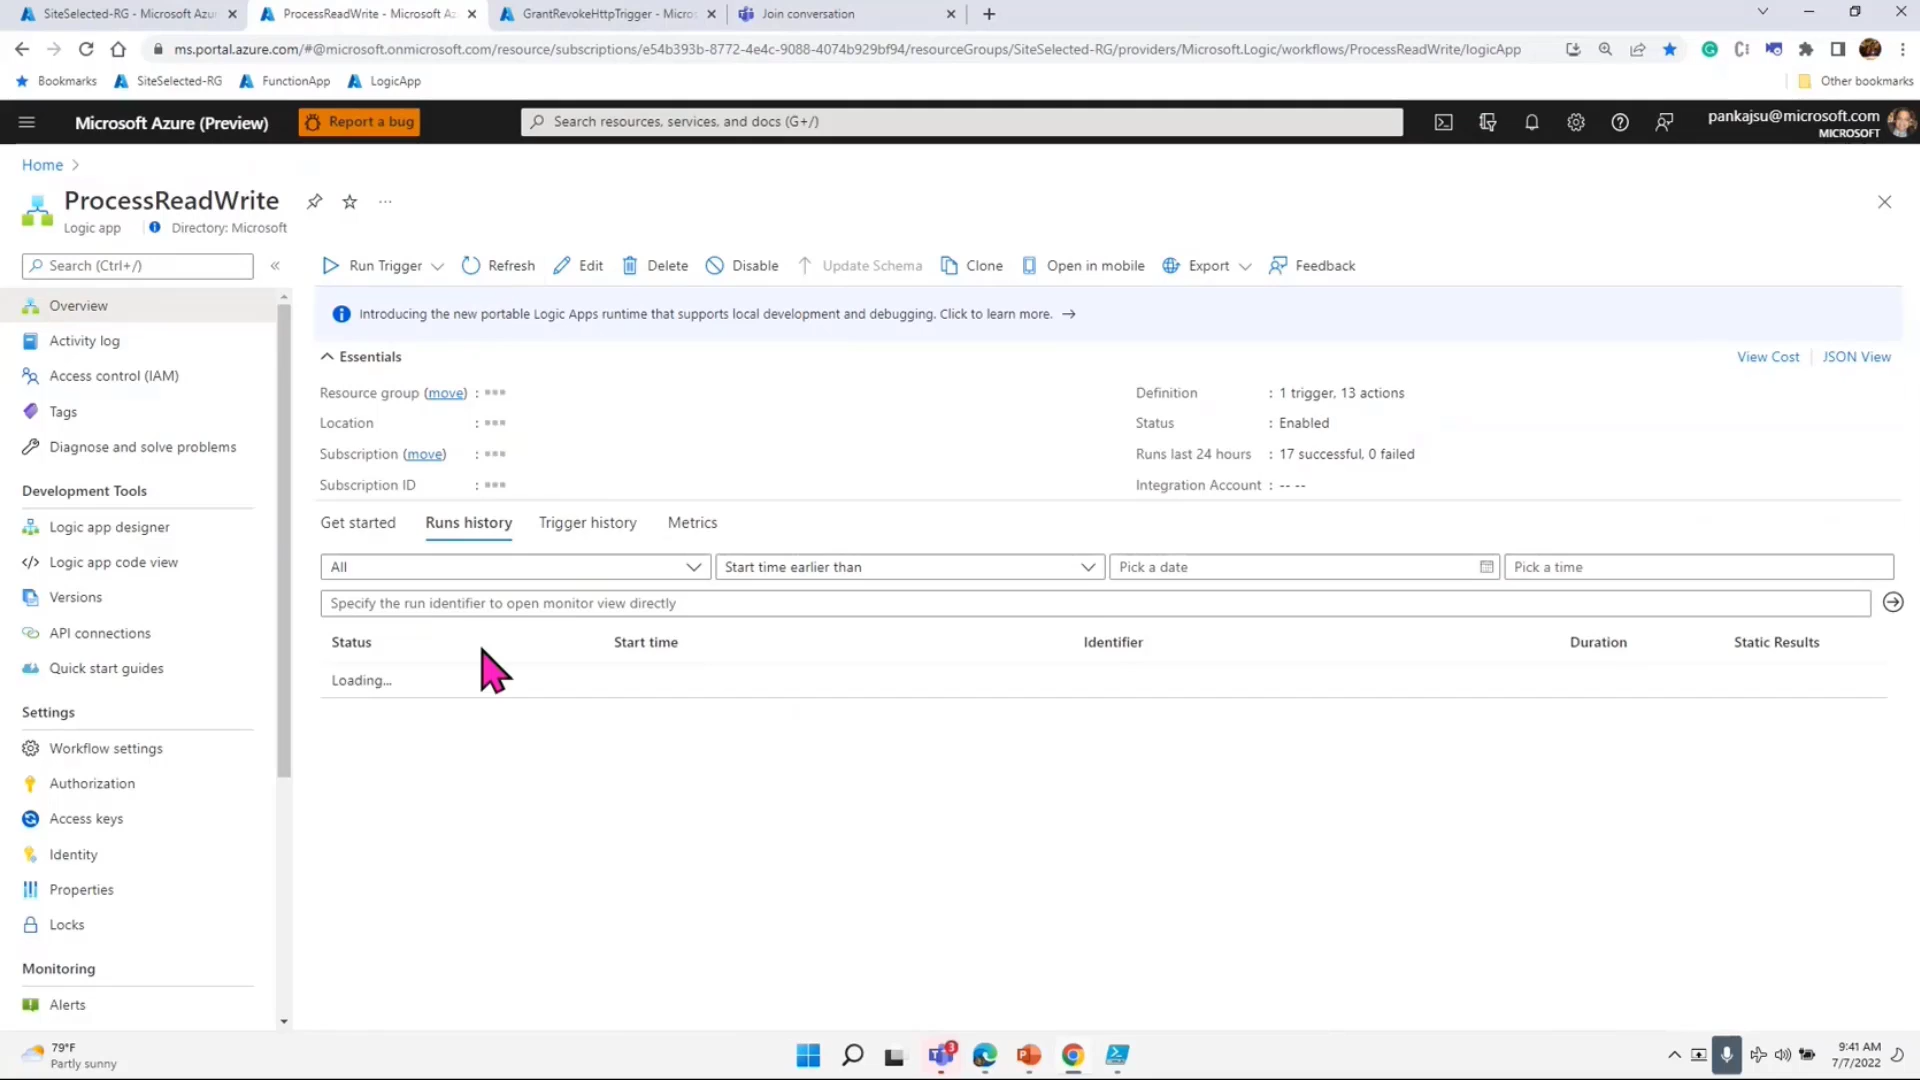 SiteSelected-RG - Microsoft Azur
ProcessReadWrite - Microsoft Az
GrantRevokeHttpTrigger - Micros
Join conversation
ms.portal.azure.com/#@microsoft.onmicrosoft.com/resource/subscriptions/e54b393b-8772-4e4c-9088-4074b929bf94/resourceGroups/SiteSelected-RG/providers/Microsoft.Logic/workflows/ProcessReadWrite/logicApp
Bookmarks
SiteSelected-RG
FunctionApp
LogicApp
Other bookmarks
Microsoft Azure (Preview)
Report a bug
Search resources, services, and docs (G+/)
pankajsu@microsoft.com
MICROSOFT
Home
ProcessReadWrite
Logic app
Directory: Microsoft
Search (Ctrl+/)
Run Trigger
Refresh
Edit
Delete
Disable
Update Schema
Clone
Open in mobile
Export
Feedback
Overview
Activity log
Access control (IAM)
Tags
Diagnose and solve problems
Development Tools
Logic app designer
Logic app code view
Versions
API connections
Quick start guides
Settings
Workflow settings
Authorization
Access keys
Identity
Properties
Locks
Monitoring
Alerts
Introducing the new portable Logic Apps runtime that supports local development and debugging. Click to learn more. →
Essentials
View Cost
JSON View
Resource group (move) :
Location :
Subscription (move) :
Subscription ID :
Definition : 1 trigger, 13 actions
Status : Enabled
Runs last 24 hours : 17 successful, 0 failed
Integration Account : -- --
Get started
Runs history
Trigger history
Metrics
All
Start time earlier than
Pick a date
Pick a time
Specify the run identifier to open monitor view directly
Status
Start time
Identifier
Duration
Static Results
Loading...
79°F
Partly sunny
3
9:41 AM
7/7/2022